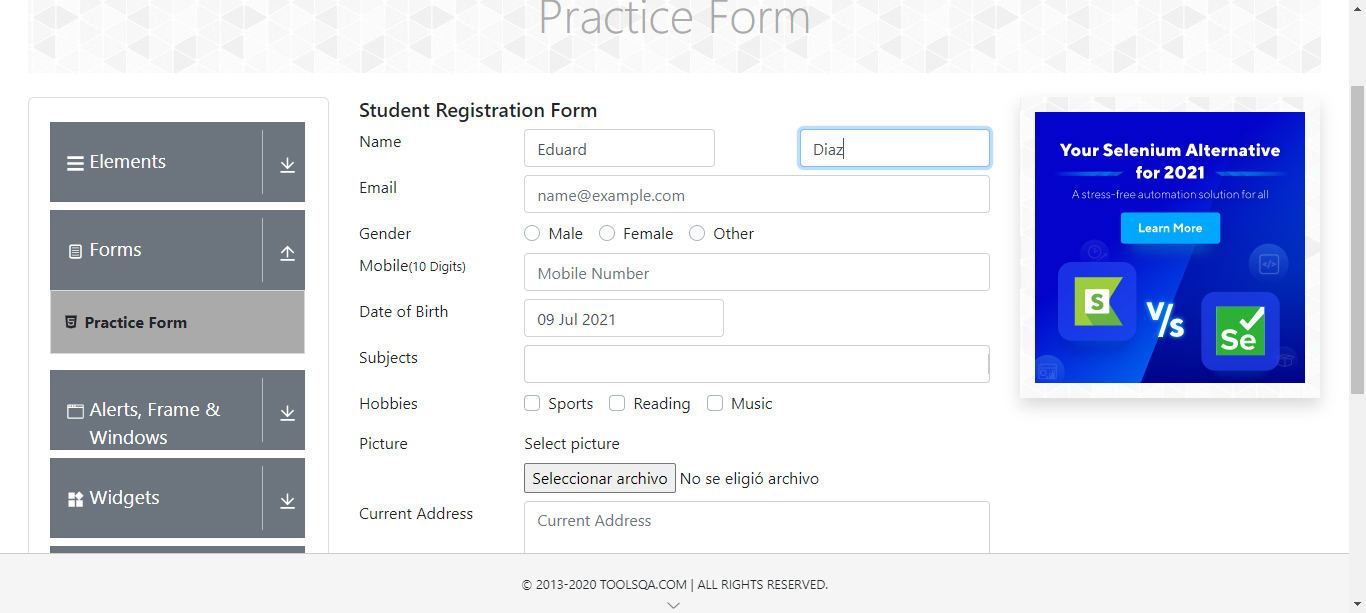 Practice Form
Elements
Forms
Practice Form
Alerts, Frame &
Windows
Widgets
Student Registration Form
Name
Eduard
Diaz
Email
name@example.com
Gender
Male
Female
Other
Mobile(10 Digits)
Mobile Number
Date of Birth
09 Jul 2021
Subjects
Hobbies
Sports
Reading
Music
Picture
Select picture
Seleccionar archivo
No se eligió archivo
Current Address
Current Address
Your Selenium Alternative
for 2021
A stress-free automation solution for all
Learn More
S
V/s
Se
© 2013-2020 TOOLSQA.COM | ALL RIGHTS RESERVED.